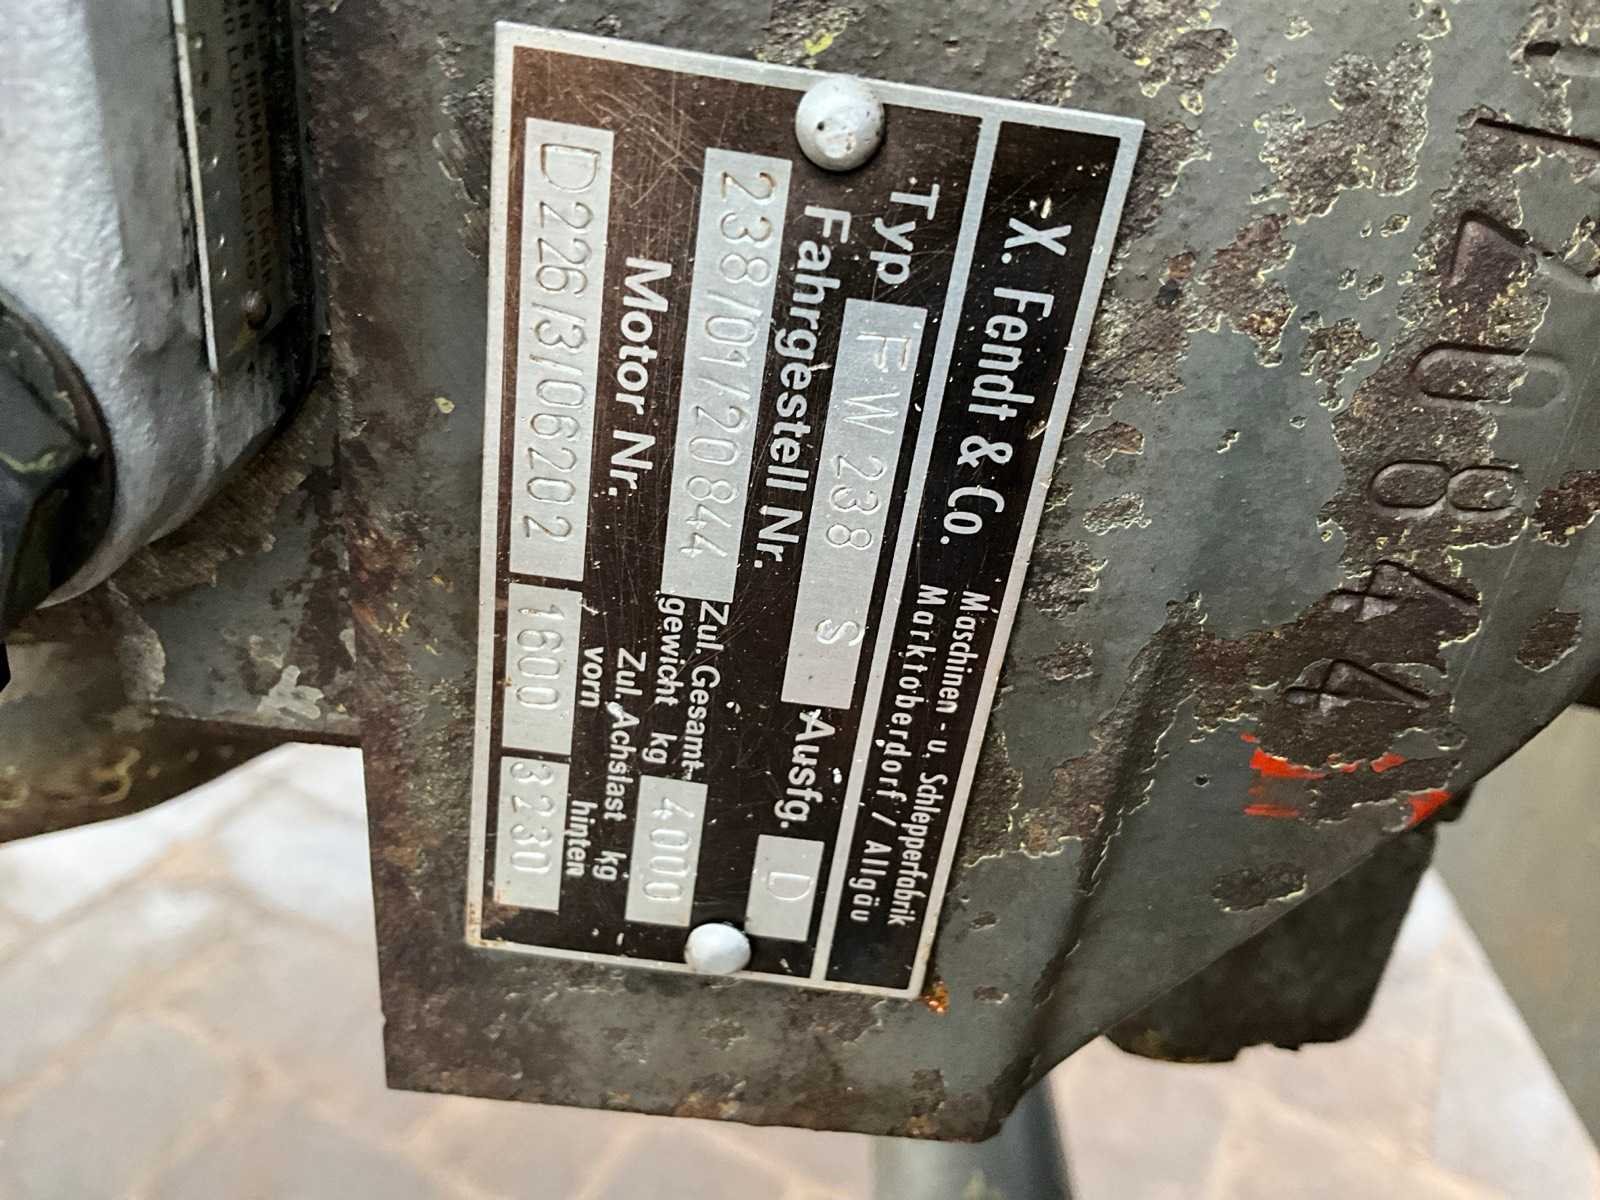 X. Fendt & Co.
Maschinen- u. Schlepperfabrik
Marktoberdorf / Allgäu
Typ FW 238 S Ausfg. D
Fahrgestell Nr.
238/01/20844
Zul. Gesamt-
gewicht kg 4000
Motor Nr.
Zul. Achslast kg
vorn hinten
D226/3/06202 1600 3230
20844